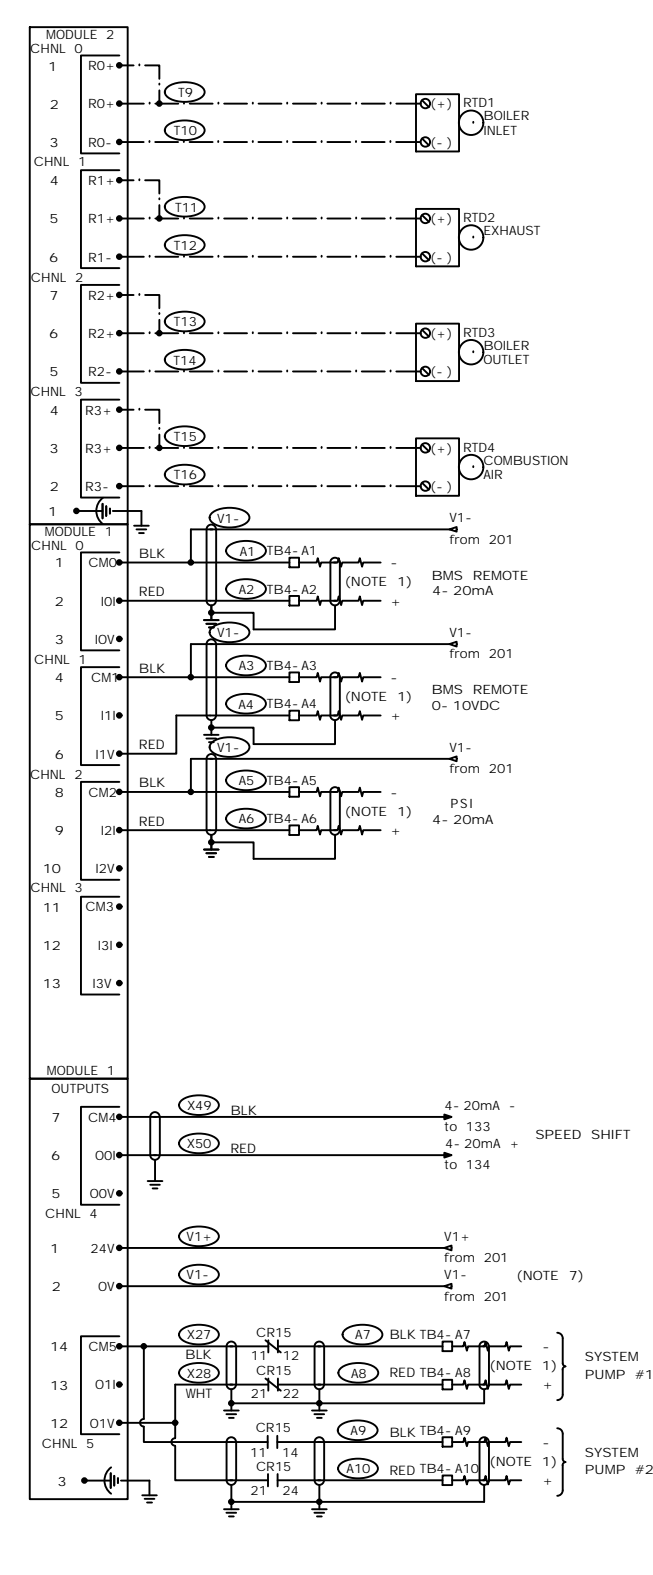 MODULE 2
CHNL 0
1 R0+
2 R0+ T9 (+) RTD1
BOILER
INLET
3 R0- T10 (-)
CHNL 1
4 R1+
5 R1+ T11 (+) RTD2
EXHAUST
6 R1- T12 (-)
CHNL 2
7 R2+
6 R2+ T13 (+) RTD3
BOILER
OUTLET
5 R2- T14 (-)
CHNL 3
4 R3+
3 R3+ T15 (+) RTD4
COMBUSTION
AIR
2 R3- T16 (-)
1
MODULE 1
CHNL 0
V1- V1-
from 201
1 CM0 BLK A1 TB4-A1 -
(NOTE 1) BMS REMOTE
4-20mA
2 I0I RED A2 TB4-A2 +
3 I0V
CHNL 1
V1- V1-
from 201
4 CM1 BLK A3 TB4-A3 -
(NOTE 1) BMS REMOTE
0-10VDC
5 I1I A4 TB4-A4 +
6 I1V RED
CHNL 2
V1- V1-
from 201
8 CM2 BLK A5 TB4-A5 -
(NOTE 1) PSI
4-20mA
9 I2I RED A6 TB4-A6 +
10 I2V
CHNL 3
11 CM3
12 I3I
13 I3V
MODULE 1
OUTPUTS
7 CM4 X49 BLK 4-20mA -
to 133
6 O0I X50 RED 4-20mA +
to 134
SPEED SHIFT
5 O0V
CHNL 4
1 24V V1+ V1+
from 201
2 0V V1- V1- (NOTE 7)
from 201
14 CM5 X27 BLK CR15 11 12 A7 BLK TB4-A7 -
(NOTE 1) SYSTEM
PUMP #1
13 O1I X28 WHT CR15 21 22 A8 RED TB4-A8 +
12 O1V
CHNL 5
CR15 11 14 A9 BLK TB4-A9 -
(NOTE 1) SYSTEM
PUMP #2
3 CR15 21 24 A10 RED TB4-A10 +